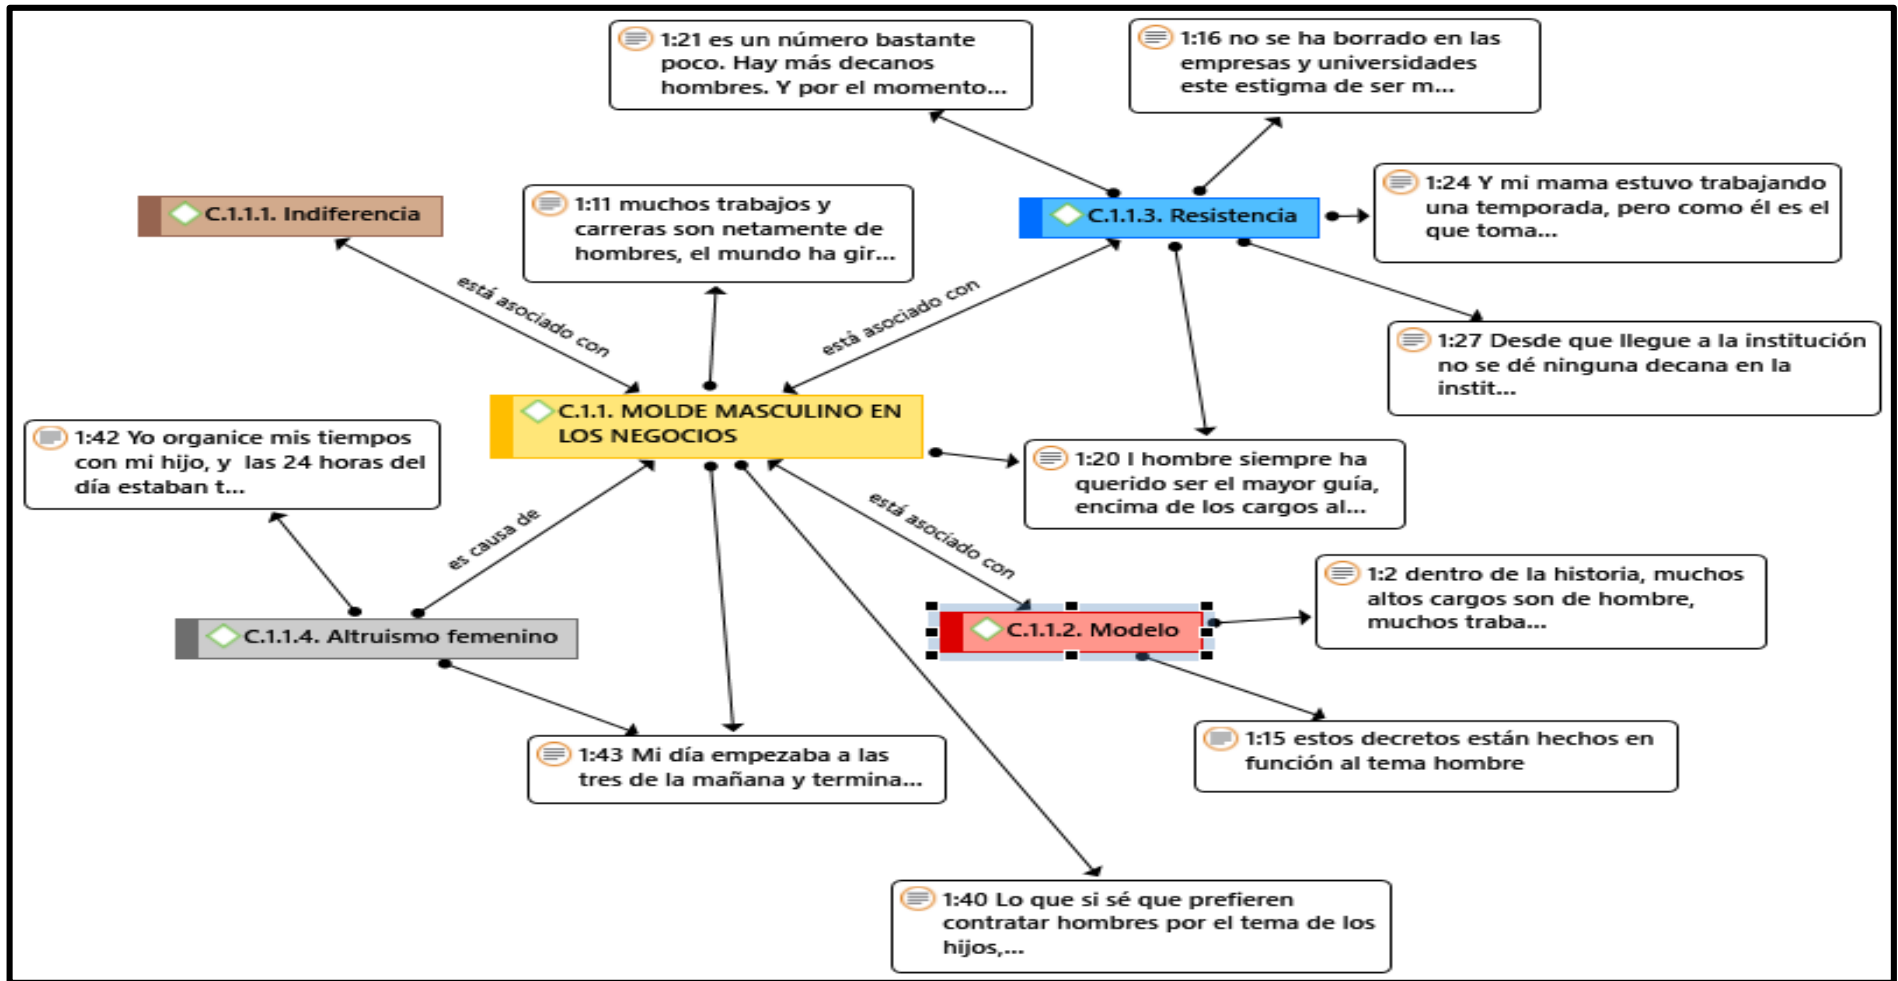 1:21 es un número bastante
poco. Hay más decanos
hombres. Y por el momento...
1:16 no se ha borrado en las
empresas y universidades
este estigma de ser m...
C.1.1.1. Indiferencia
1:11 muchos trabajos y
carreras son netamente de
hombres, el mundo ha gir...
C.1.1.3. Resistencia
1:24 Y mi mama estuvo trabajando
una temporada, pero como él es el
que toma...
está asociado con
está asociado con
1:27 Desde que llegue a la institución
no se dé ninguna decana en la
instit...
C.1.1. MOLDE MASCULINO EN
LOS NEGOCIOS
1:42 Yo organice mis tiempos
con mi hijo, y las 24 horas del
día estaban t...
1:20 l hombre siempre ha
querido ser el mayor guía,
encima de los cargos al...
es causa de
está asociado con
1:2 dentro de la historia, muchos
altos cargos son de hombre,
muchos traba...
C.1.1.4. Altruismo femenino
C.1.1.2. Modelo
1:43 Mi día empezaba a las
tres de la mañana y termina...
1:15 estos decretos están hechos en
función al tema hombre
1:40 Lo que si sé que prefieren
contratar hombres por el tema de los
hijos,...